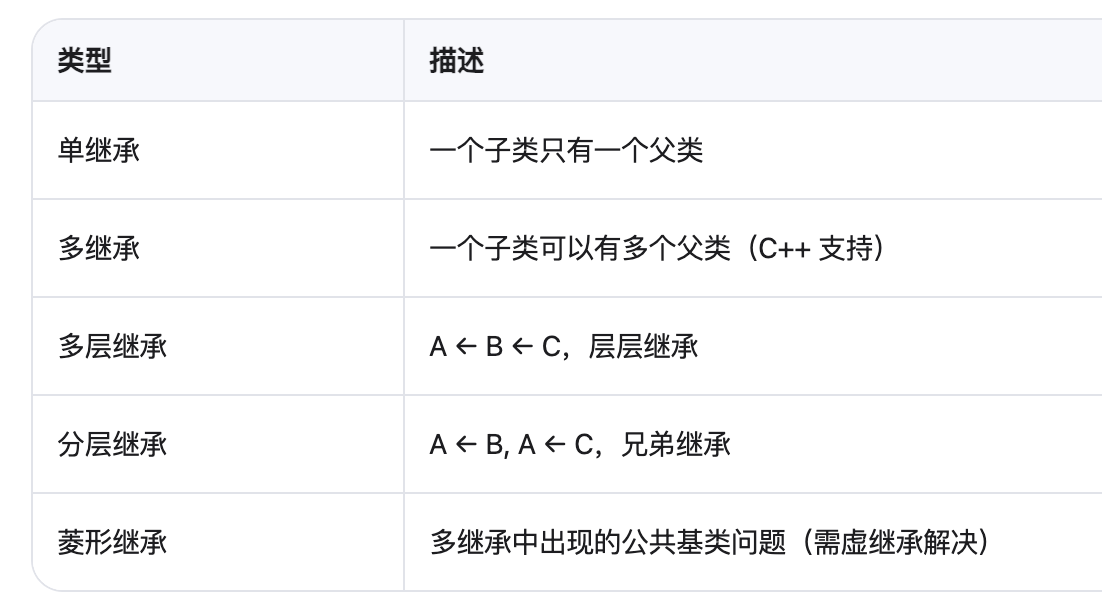 类型 描述
单继承 一个子类只有一个父类
多继承 一个子类可以有多个父类（C++ 支持）
多层继承 A ← B ← C，层层继承
分层继承 A ← B, A ← C，兄弟继承
菱形继承 多继承中出现的公共基类问题（需虚继承解决）